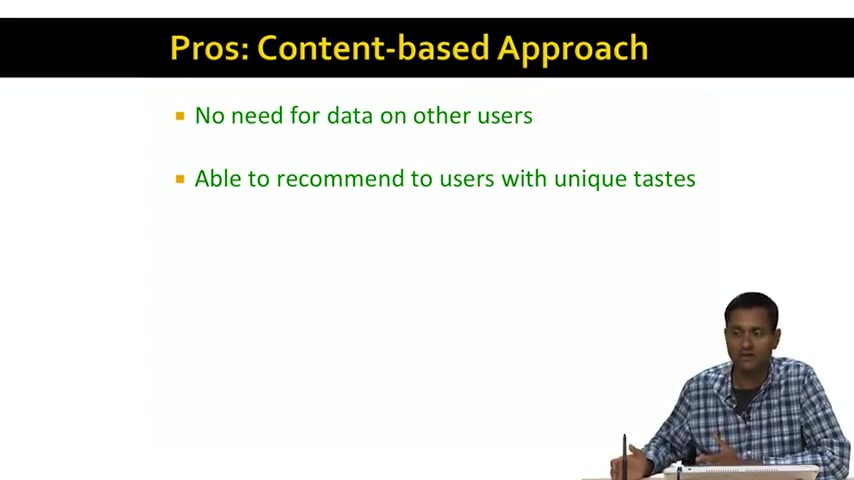 Pros: Content-based Approach
No need for data on other users
Able to recommend to users with unique tastes